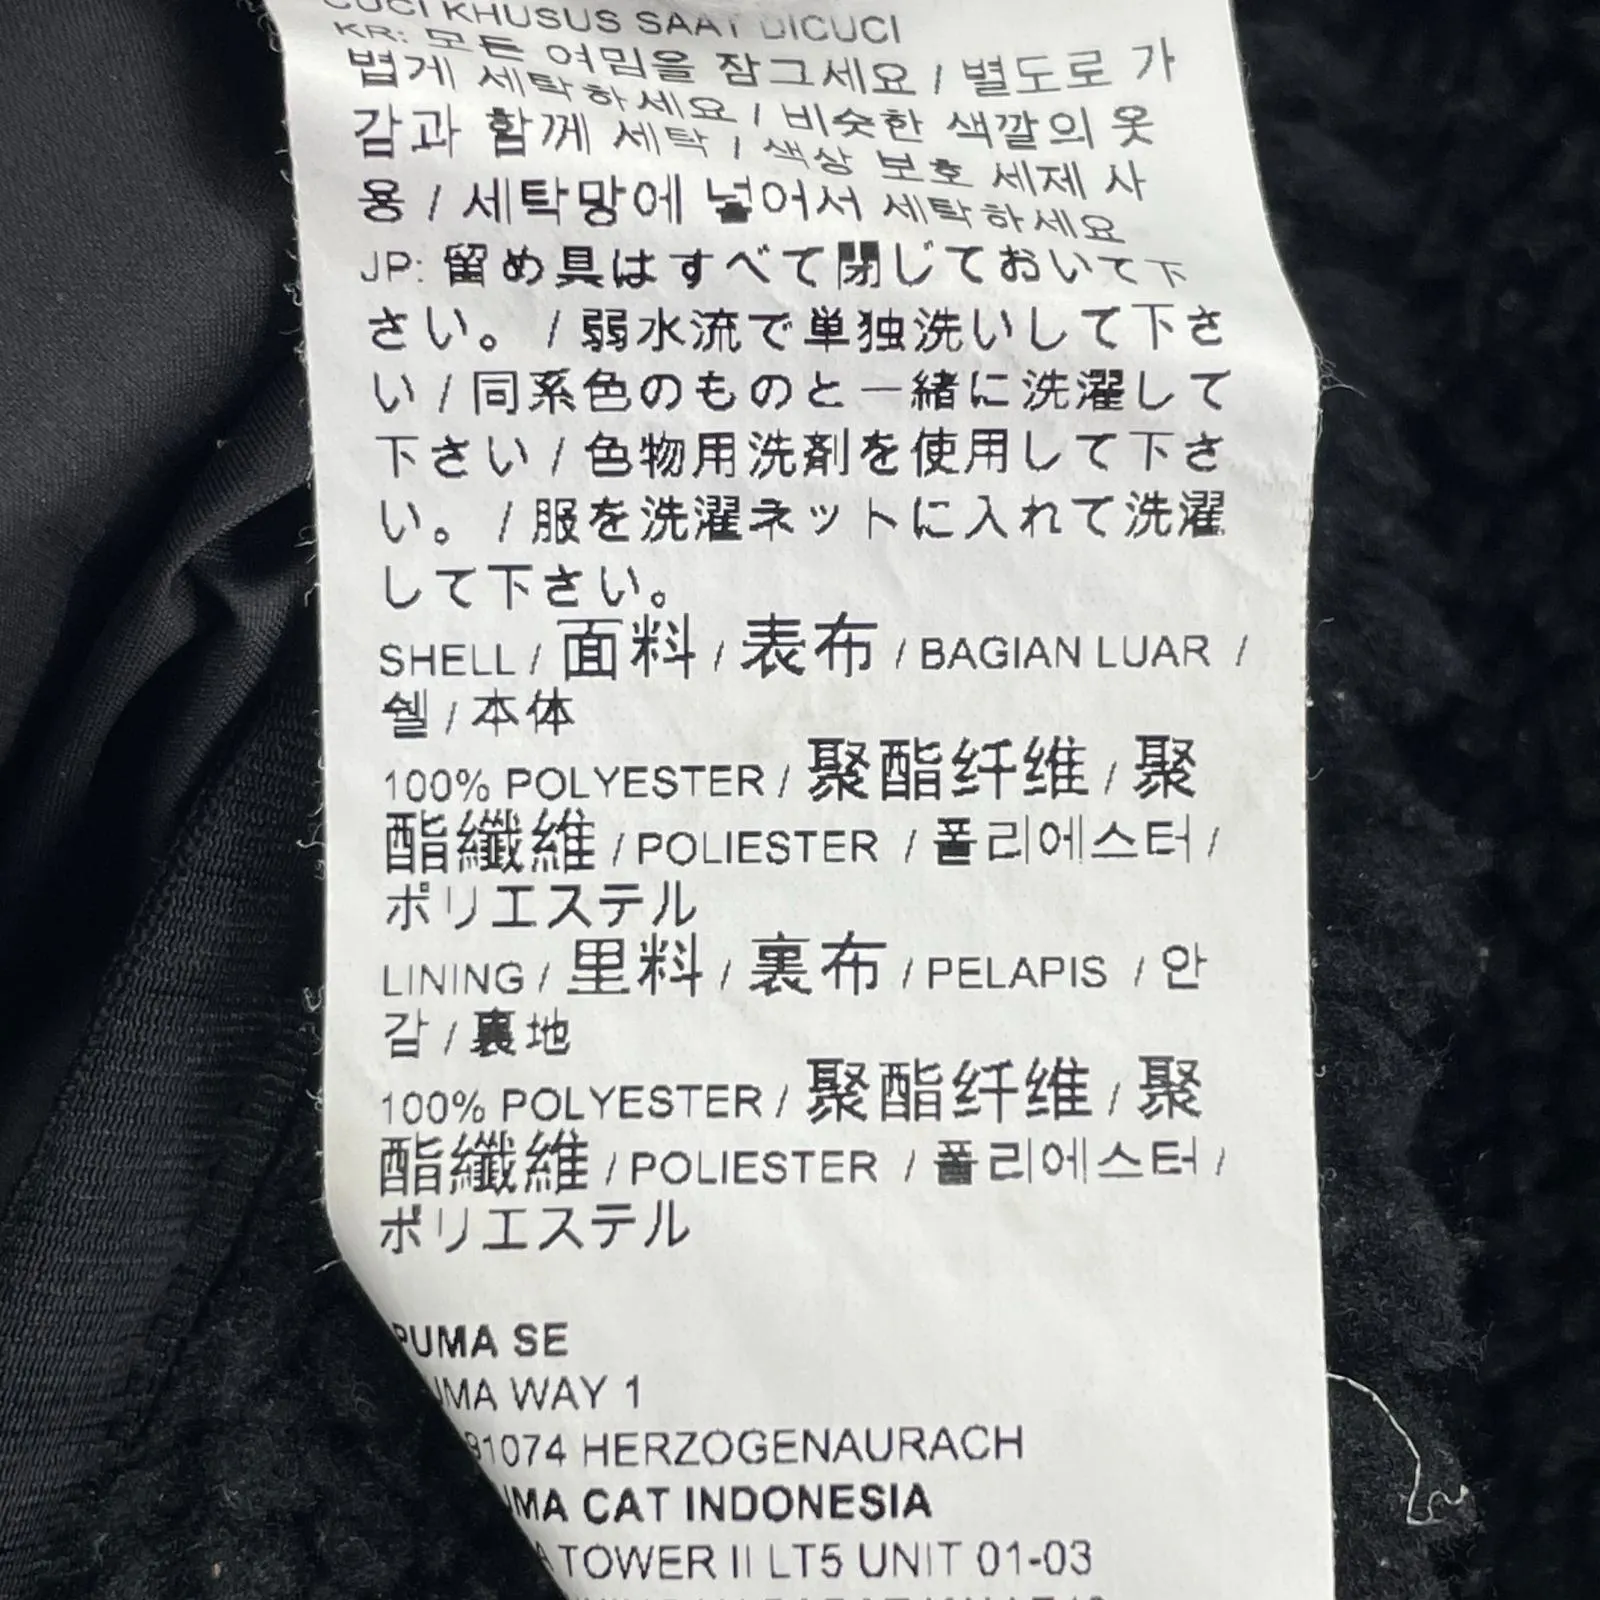 CUCI KHUSUS SAAT DICUCI
KR: 모든 여밈을 잠그세요 / 별도로 가
볍게 세탁하세요 / 비슷한 색깔의 옷
감과 함께 세탁 / 색상 보호 세제 사
용 / 세탁망에 넣어서 세탁하세요
JP: 留め具はすべて閉じておいて下
さい。 / 弱水流で単独洗いして下さ
い / 同系色のものと一緒に洗濯して
下さい / 色物用洗剤を使用して下さ
い。 / 服を洗濯ネットに入れて洗濯
して下さい。
SHELL / 面料 / 表布 / BAGIAN LUAR /
쉘 / 本体
100% POLYESTER / 聚酯纤维 / 聚
酯纖維 / POLIESTER / 폴리에스터 /
ポリエステル
LINING / 里料 / 裏布 / PELAPIS / 안
감 / 裏地
100% POLYESTER / 聚酯纤维 / 聚
酯纖維 / POLIESTER / 폴리에스터 /
ポリエステル
PUMA SE
UMA WAY 1
91074 HERZOGENAURACH
UMA CAT INDONESIA
A TOWER II LT5 UNIT 01-03